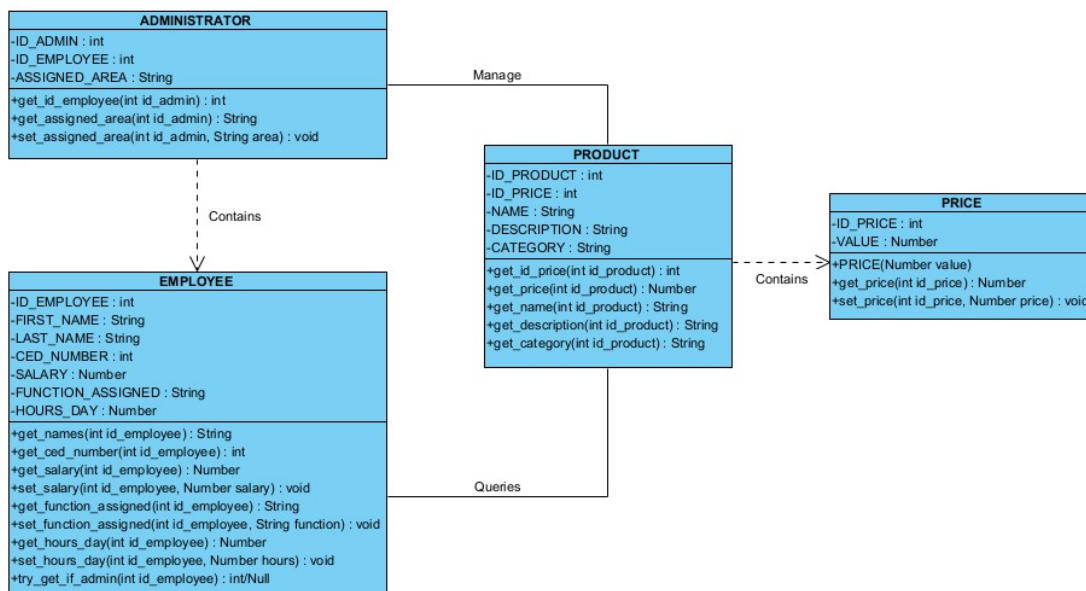 ADMINISTRATOR
-ID_ADMIN : int
-ID_EMPLOYEE : int
-ASSIGNED_AREA : String
+get_id_employee(int id_admin) : int
+get_assigned_area(int id_admin) : String
+set_assigned_area(int id_admin, String area) : void
Manage
Contains
PRODUCT
-ID_PRODUCT : int
-ID_PRICE : int
-NAME : String
-DESCRIPTION : String
-CATEGORY : String
+get_id_price(int id_product) : int
+get_price(int id_product) : Number
+get_name(int id_product) : String
+get_description(int id_product) : String
+get_category(int id_product) : String
Contains
PRICE
-ID_PRICE : int
-VALUE : Number
+PRICE(Number value)
+get_price(int id_price) : Number
+set_price(int id_price, Number price) : void
EMPLOYEE
-ID_EMPLOYEE : int
-FIRST_NAME : String
-LAST_NAME : String
-CED_NUMBER : int
-SALARY : Number
-FUNCTION_ASSIGNED : String
-HOURS_DAY : Number
+get_names(int id_employee) : String
+get_ced_number(int id_employee) : int
+get_salary(int id_employee) : Number
+set_salary(int id_employee, Number salary) : void
+get_function_assigned(int id_employee) : String
+set_function_assigned(int id_employee, String function) : void
+get_hours_day(int id_employee) : Number
+set_hours_day(int id_employee, Number hours) : void
+try_get_if_admin(int id_employee) : int/Null
Queries